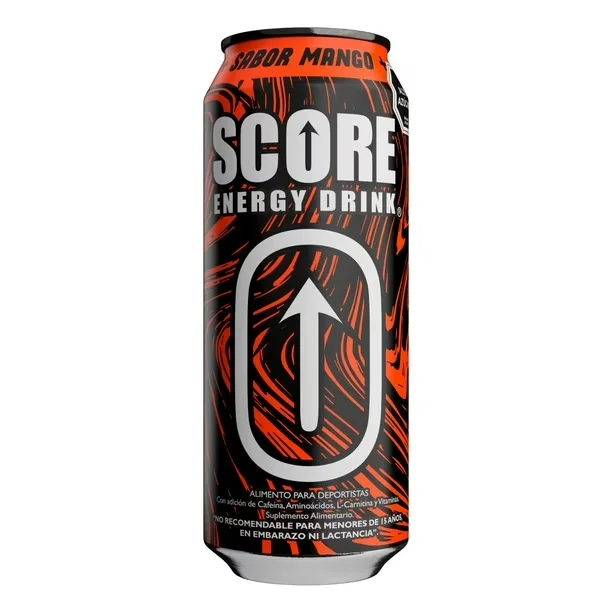 SABOR MANGO
SCORE
ENERGY DRINK®
ALIMENTO PARA DEPORTISTAS
Con adición de Cafeína, Aminoácidos, L-Carnitina y Vitaminas.
Suplemento Alimentario.
"NO RECOMENDABLE PARA MENORES DE 15 AÑOS,
EN EMBARAZO NI LACTANCIA".